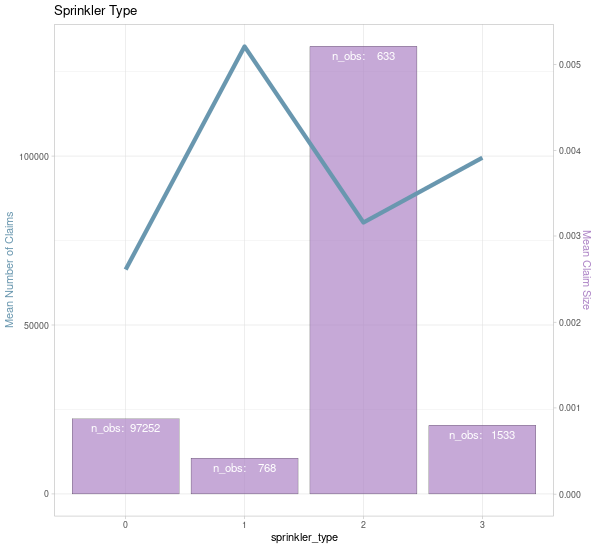 Sprinkler Type
n_obs: 633
0.005
100000
0.004
Mean Number of Claims
0.003
Mean Claim Size
50000
0.002
0.001
n_obs: 97252
n_obs: 1533
n_obs: 768
0
0.000
0
1
2
3
sprinkler_type